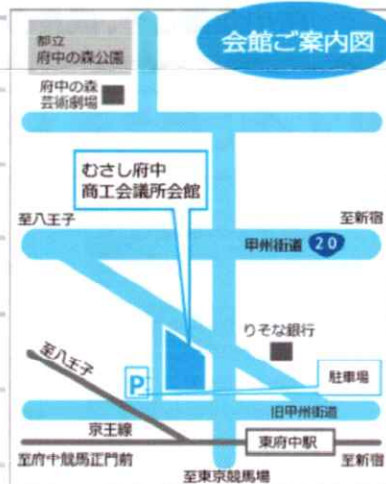 会館ご案内図
都立
府中の森公園
府中の森
芸術劇場
むさし府中
商工会議所会館
至八王子
至新宿
甲州街道 20
りそな銀行
至八王子
P
駐車場
旧甲州街道
京王線
東府中駅
至府中競馬正門前
至新宿
至東京競馬場